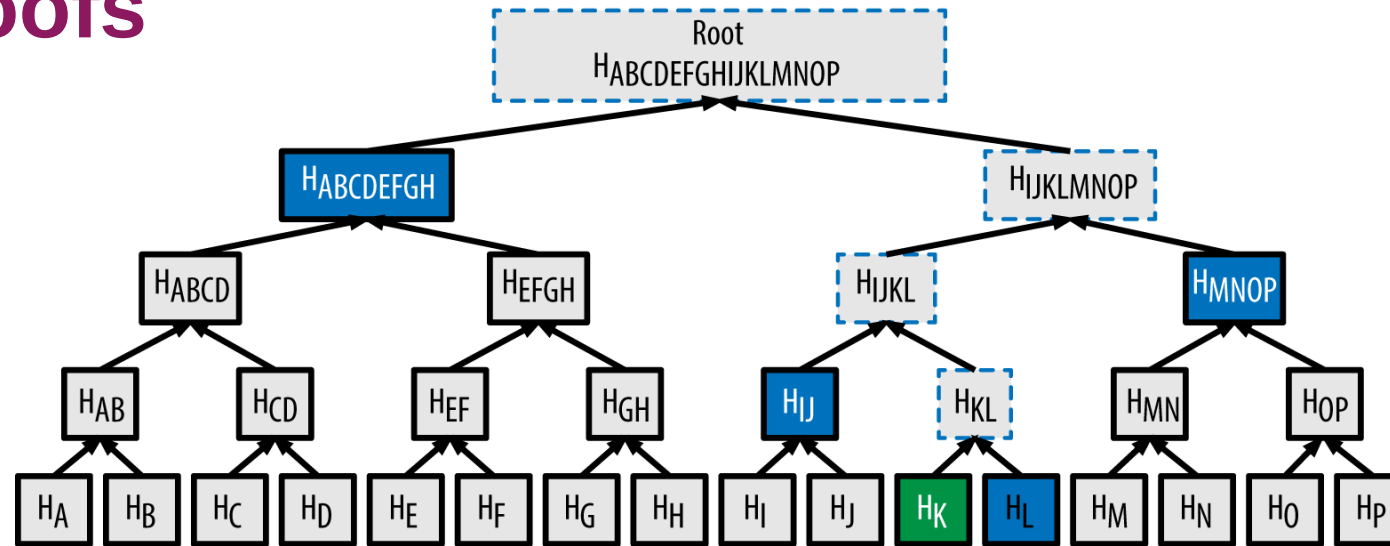 oofs
Root
HABCDEFGHIJKLMNOP
HABCDEFGH
HIJKLMNOP
HABCD
HEFGH
HIJKL
HMNOP
HAB
HCD
HEF
HGH
HIJ
HKL
HMN
HOP
HA
HB
HC
HD
HE
HF
HG
HH
HI
HJ
HK
HL
HM
HN
HO
HP